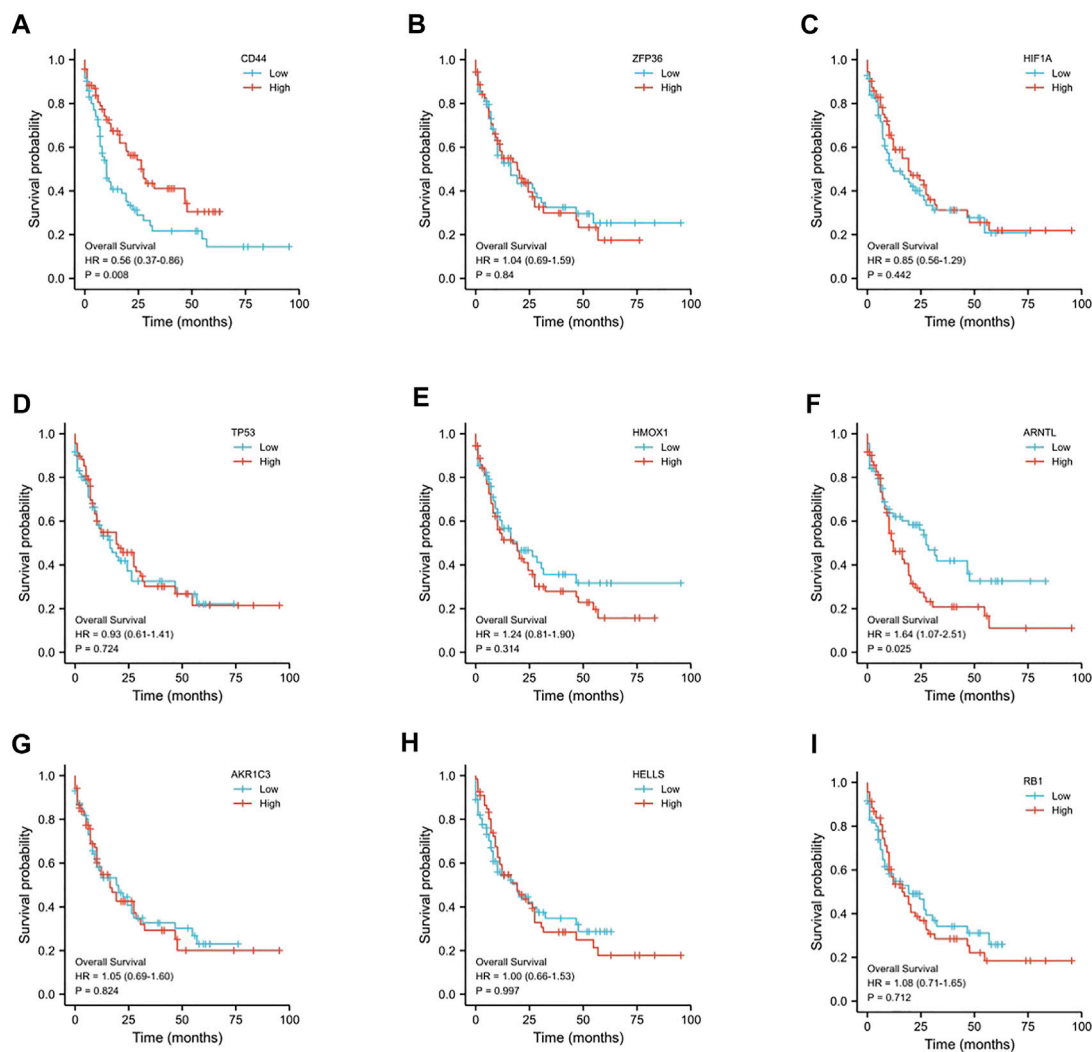 A
CD44
Low
High
Survival probability
1.0
0.8
0.6
0.4
0.2
0.0
Overall Survival
HR = 0.56 (0.37-0.86)
P = 0.008
0 25 50 75 100
Time (months)
B
ZFP36
Low
High
Survival probability
1.0
0.8
0.6
0.4
0.2
0.0
Overall Survival
HR = 1.04 (0.69-1.59)
P = 0.84
0 25 50 75 100
Time (months)
C
HIF1A
Low
High
Survival probability
1.0
0.8
0.6
0.4
0.2
0.0
Overall Survival
HR = 0.85 (0.56-1.29)
P = 0.442
0 25 50 75 100
Time (months)
D
TP53
Low
High
Survival probability
1.0
0.8
0.6
0.4
0.2
0.0
Overall Survival
HR = 0.93 (0.61-1.41)
P = 0.724
0 25 50 75 100
Time (months)
E
HMOX1
Low
High
Survival probability
1.0
0.8
0.6
0.4
0.2
0.0
Overall Survival
HR = 1.24 (0.81-1.90)
P = 0.314
0 25 50 75 100
Time (months)
F
ARNTL
Low
High
Survival probability
1.0
0.8
0.6
0.4
0.2
0.0
Overall Survival
HR = 1.64 (1.07-2.51)
P = 0.025
0 25 50 75 100
Time (months)
G
AKR1C3
Low
High
Survival probability
1.0
0.8
0.6
0.4
0.2
0.0
Overall Survival
HR = 1.05 (0.69-1.60)
P = 0.824
0 25 50 75 100
Time (months)
H
HELLS
Low
High
Survival probability
1.0
0.8
0.6
0.4
0.2
0.0
Overall Survival
HR = 1.00 (0.66-1.53)
P = 0.997
0 25 50 75 100
Time (months)
I
RB1
Low
High
Survival probability
1.0
0.8
0.6
0.4
0.2
0.0
Overall Survival
HR = 1.08 (0.71-1.65)
P = 0.712
0 25 50 75 100
Time (months)